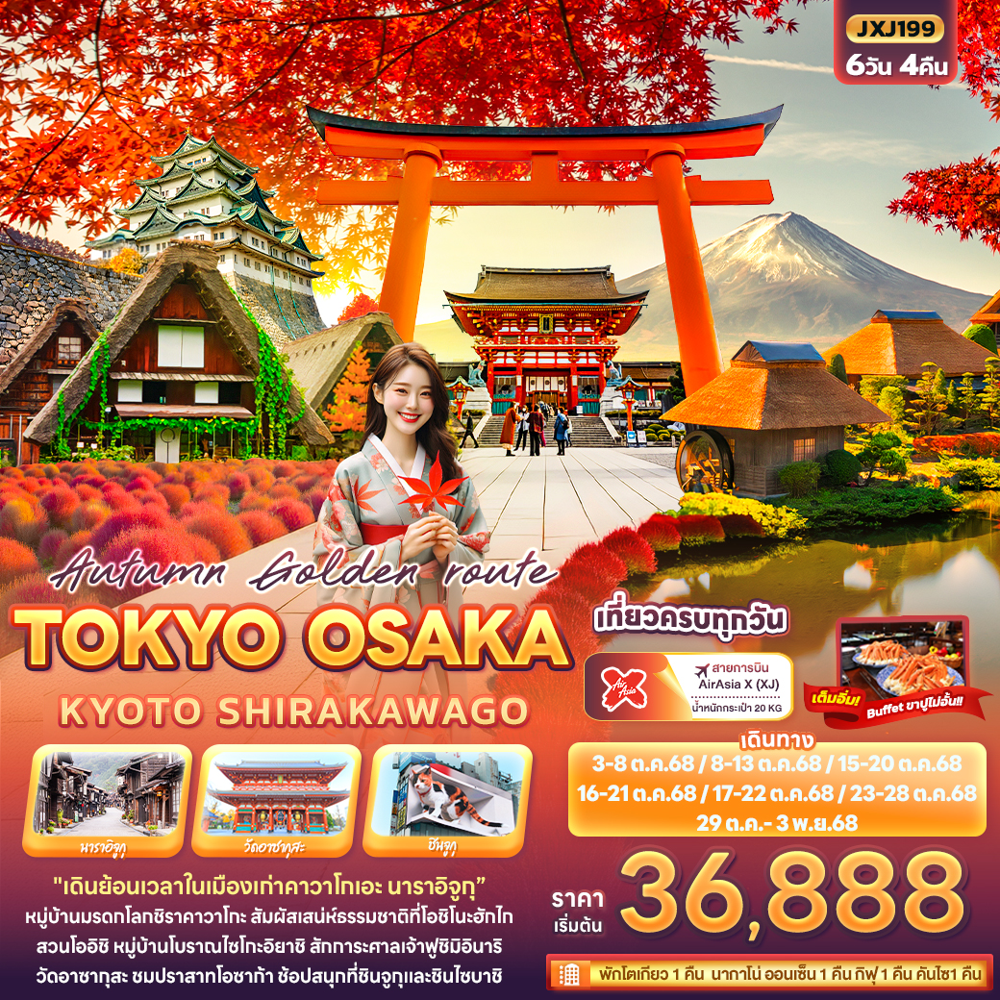 JXJ199
6วัน 4คืน
Autumn Golden route
TOKYO OSAKA
KYOTO SHIRAKAWAGO
เที่ยวครบทุกวัน
Air Asia X
สายการบิน
AirAsia X (XJ)
น้ำหนักกระเป๋า 20 KG
เต็มอิ่ม!
Buffet ขาปูไม่อั้น!!
เดินทาง
3-8 ต.ค.68 / 8-13 ต.ค.68 / 15-20 ต.ค.68
16-21 ต.ค.68 / 17-22 ต.ค.68 / 23-28 ต.ค.68
29 ต.ค.- 3 พ.ย.68
นาราอิจูกุ
วัดอาซากุสะ
ชินจูกุ
"เดินย้อนเวลาในเมืองเก่าคาวาโกเอะ นาราอิจูกุ”
หมู่บ้านมรดกโลกชิราคาวาโกะ สัมผัสเสน่ห์ธรรมชาติที่โอชิโนะฮักไก
สวนโออิชิ หมู่บ้านโบราณไซโกะอิยาชิ สักการะศาลเจ้าฟูชิมิอินาริ
วัดอาซากุสะ ชมปราสาทโอซาก้า ช้อปสนุกที่ชินจูกุและชินไซบาชิ
ราคา
เริ่มต้น
36,888
พักโตเกียว 1 คืน นากาโน่ ออนเซ็น 1 คืน กิฟุ 1 คืน คันไซ1 คืน